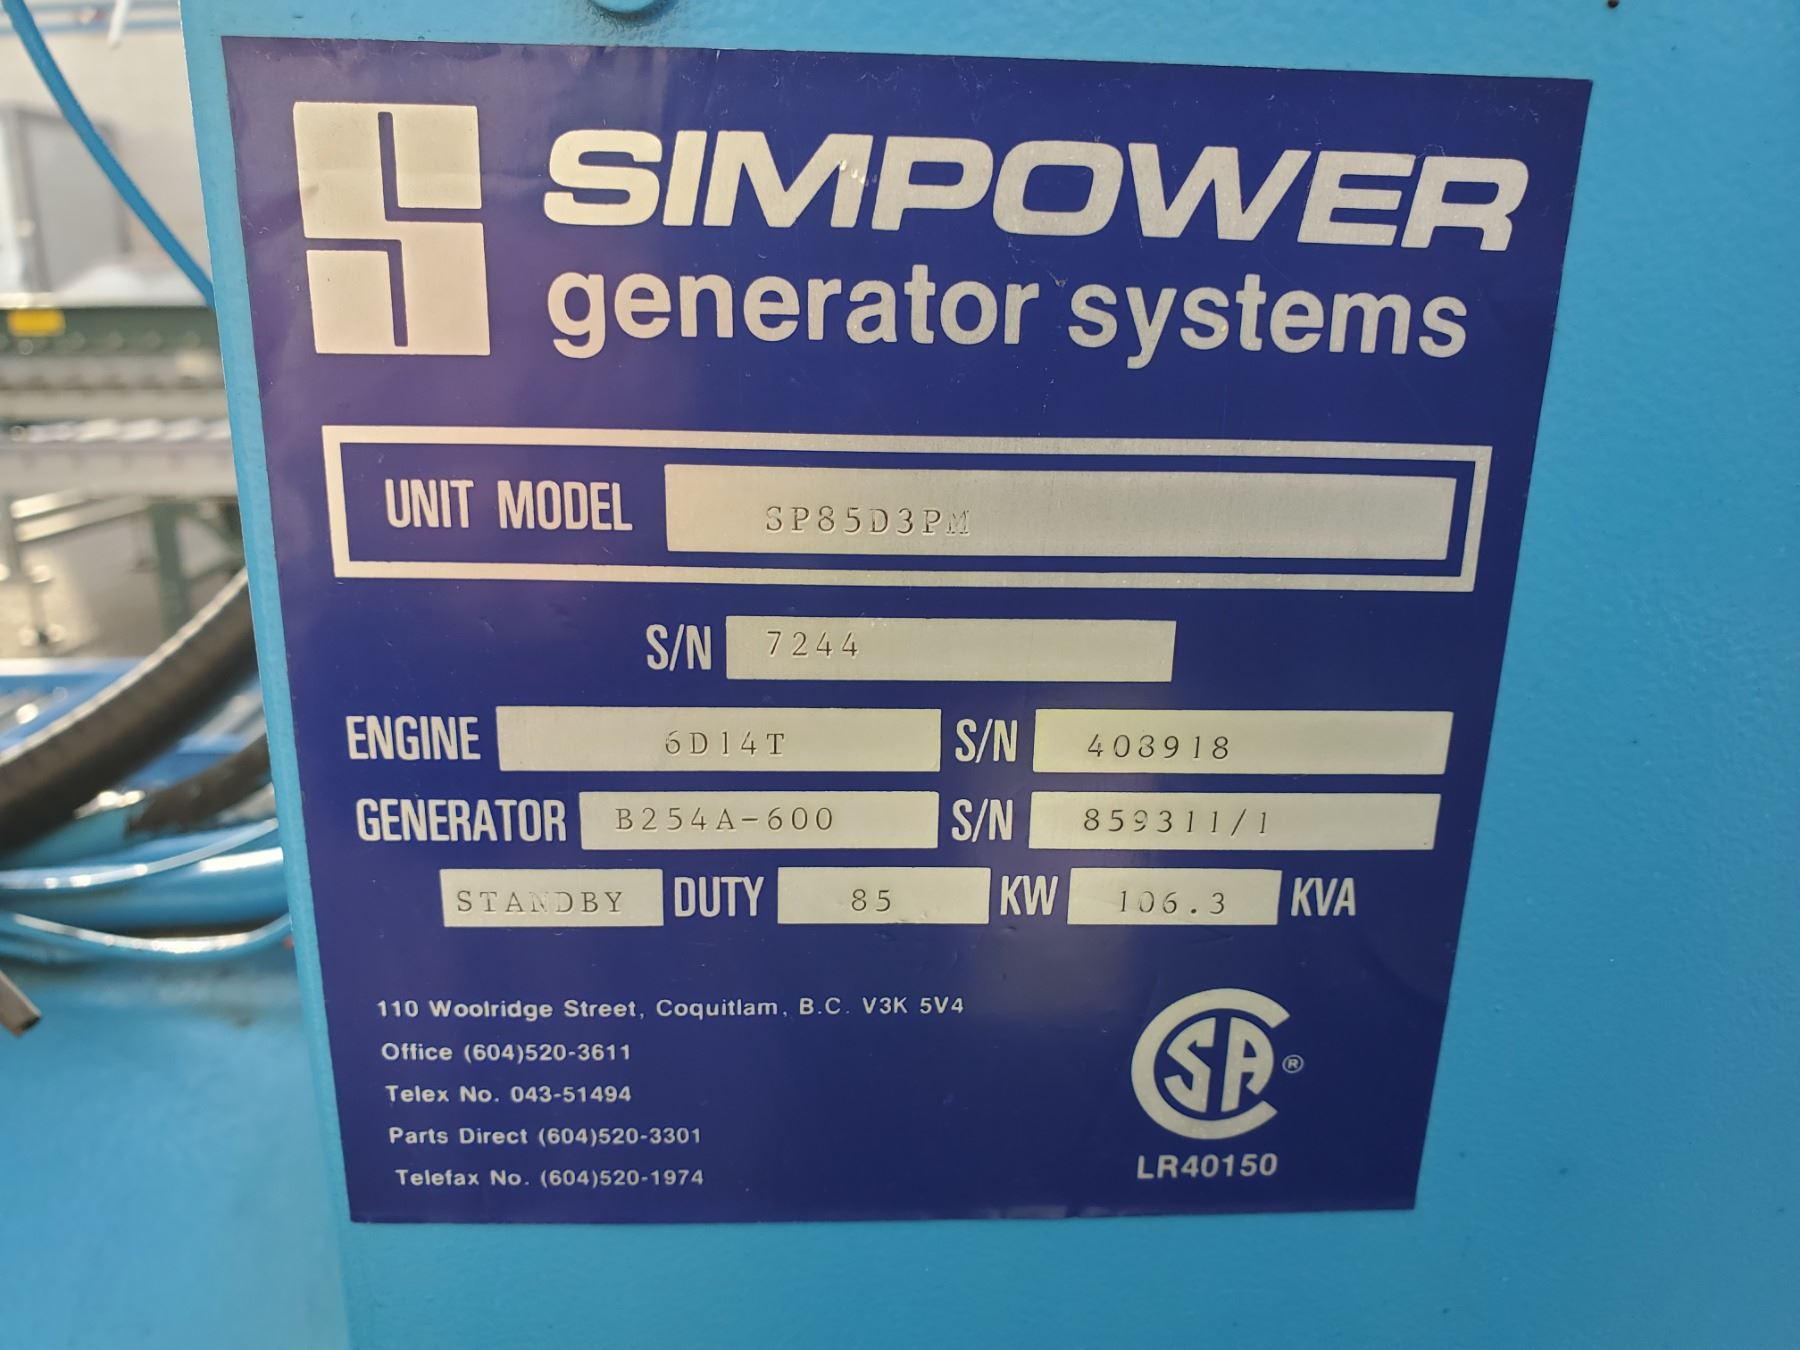 SIMPOWER
generator systems
UNIT MODEL SP85D3PM
S/N 7244
ENGINE 6D14T S/N 408918
GENERATOR B254A-600 S/N 859311/1
STANDBY DUTY 85 KW 106.3 KVA
110 Woolridge Street, Coquitlam, B.C. V3K 5V4
Office (604)520-3611
Telex No. 043-51494
Parts Direct (604)520-3301
Telefax No. (604)520-1974
CSA ®
LR40150